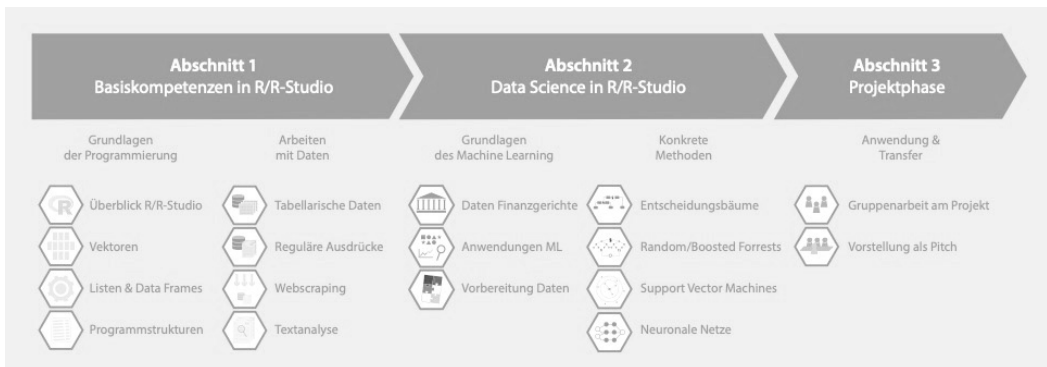 Abschnitt 1
Basiskompetenzen in R/R-Studio
Abschnitt 2
Data Science in R/R-Studio
Abschnitt 3
Projektphase
Grundlagen
der Programmierung
Arbeiten
mit Daten
Grundlagen
des Machine Learning
Konkrete
Methoden
Anwendung &
Transfer
R
Überblick R/R-Studio
Vektoren
Listen & Data Frames
Programmstrukturen
Tabellarische Daten
Reguläre Ausdrücke
Webscraping
Textanalyse
Daten Finanzgerichte
Anwendungen ML
Vorbereitung Daten
Entscheidungsbäume
Random/Boosted Forrests
Support Vector Machines
Neuronale Netze
Gruppenarbeit am Projekt
Vorstellung als Pitch